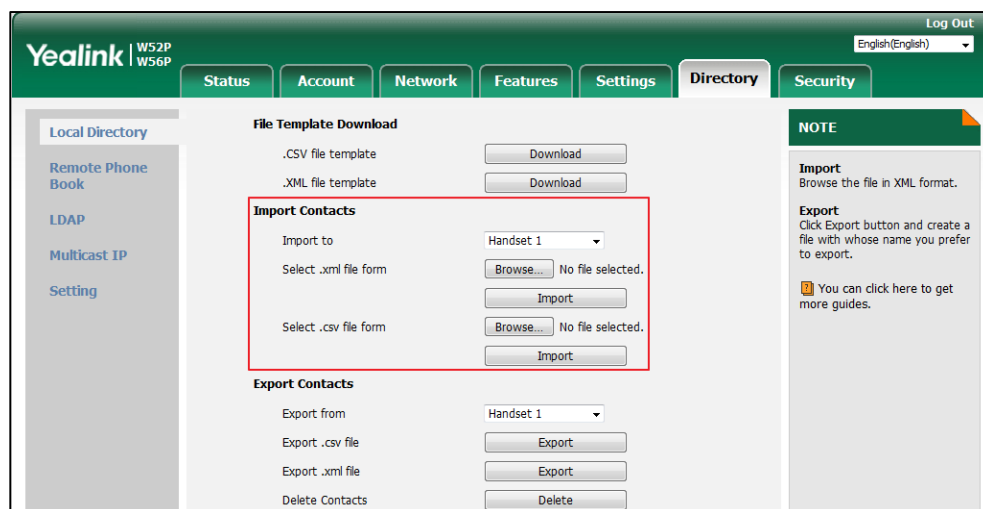 Log Out
Yealink | W52P W56P
English(English)
Status Account Network Features Settings Directory Security
Local Directory
Remote Phone
Book
LDAP
Multicast IP
Setting
File Template Download
.CSV file template Download
.XML file template Download
Import Contacts
Import to Handset 1
Select .xml file form Browse... No file selected.
Import
Select .csv file form Browse... No file selected.
Import
Export Contacts
Export from Handset 1
Export .csv file Export
Export .xml file Export
Delete Contacts Delete
NOTE
Import
Browse the file in XML format.
Export
Click Export button and create a
file with whose name you prefer
to export.
? You can click here to get
more guides.